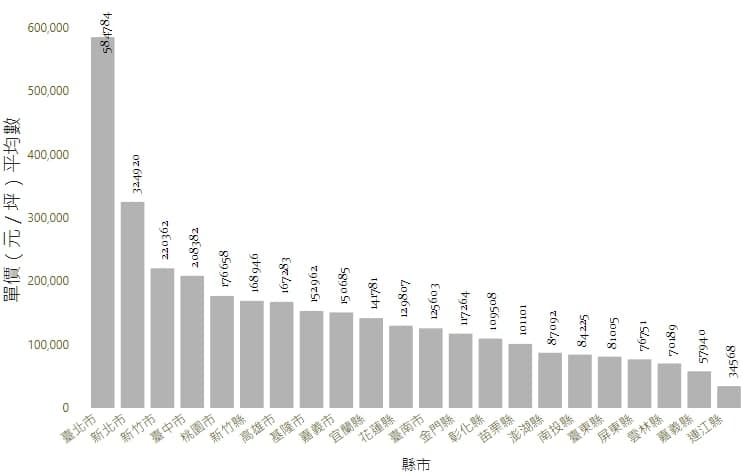 單價（元/坪）平均數
600,000
500,000
400,000
300,000
200,000
100,000
0
584784
324920
220362
208382
176658
168946
167283
152962
150685
141781
129807
125603
117264
109508
101101
87092
84225
81005
76751
70189
57940
34568
臺北市
新北市
新竹市
臺中市
桃園市
新竹縣
高雄市
基隆市
嘉義市
宜蘭縣
花蓮縣
臺南市
金門縣
彰化縣
苗栗縣
澎湖縣
南投縣
臺東縣
屏東縣
雲林縣
嘉義縣
連江縣
縣市